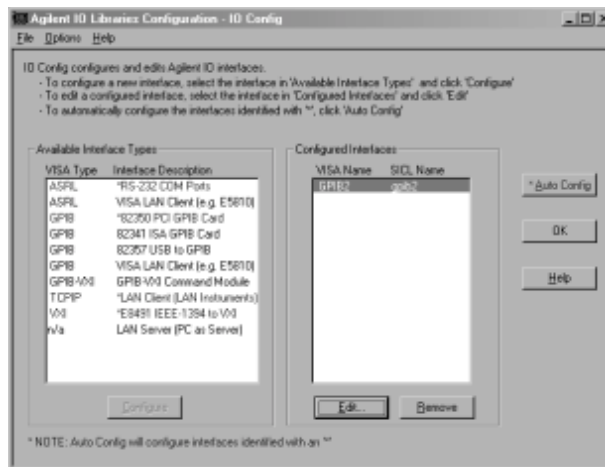 Agilent IO Libraries Configuration - IO Config
File Options Help
IO Config configures and edits Agilent IO interfaces.
- To configure a new interface, select the interface in 'Available Interface Types' and click 'Configure'
- To edit a configured interface, select the interface in 'Configured Interfaces' and click 'Edit'
- To automatically configure the interfaces identified with '*', click 'Auto Config'
Available Interface Types
VISA Type Interface Description
ASRL *RS-232 COM Ports
ASRL VISA LAN Client (e.g. E5810)
GPIB *82350 PCI GPIB Card
GPIB 82341 ISA GPIB Card
GPIB 82357 USB to GPIB
GPIB VISA LAN Client (e.g. E5810)
GPIB-VXI GPIB-VXI Command Module
TCPIP *LAN Client (LAN Instruments)
VXI *E8491 IEEE-1394 to VXI
n/a LAN Server (PC as Server)
Configure
Configured Interfaces
VISA Name SICL Name
GPIB2 gpib2
Edit... Remove
* Auto Config
OK
Help
* NOTE: Auto Config will configure interfaces identified with an '*'